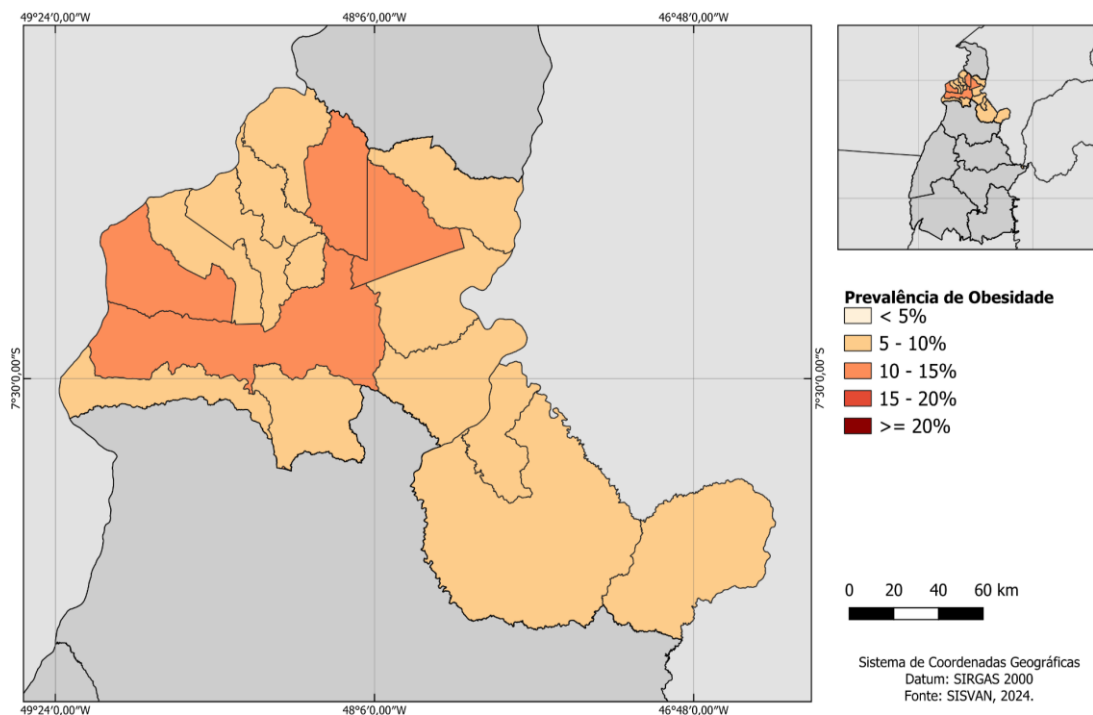 49°24′0,00″W
48°6′0,00″W
46°48′0,00″W
7°30′0,00″S
7°30′0,00″S
49°24′0,00″W
48°6′0,00″W
46°48′0,00″W
Prevalência de Obesidade
< 5%
5 - 10%
10 - 15%
15 - 20%
>= 20%
0 20 40 60 km
Sistema de Coordenadas Geográficas
Datum: SIRGAS 2000
Fonte: SISVAN, 2024.